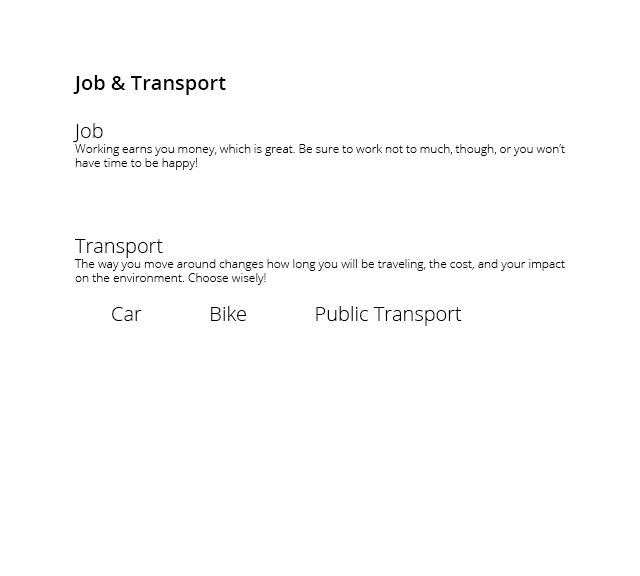 Job & Transport
Job
Working earns you money, which is great. Be sure to work not to much, though, or you won't
have time to be happy!
Transport
The way you move around changes how long you will be traveling, the cost, and your impact
on the environment. Choose wisely!
Car Bike Public Transport